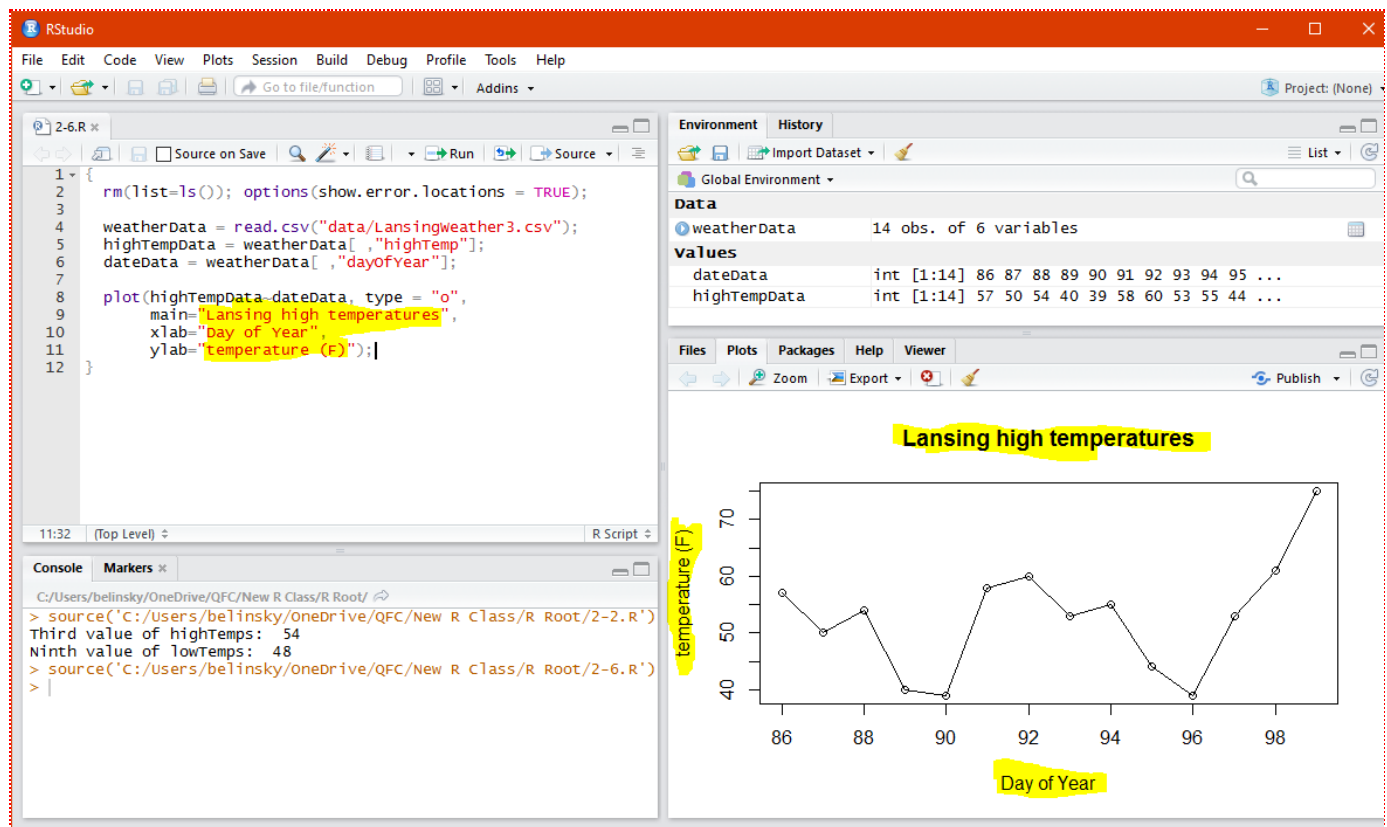 RStudio
File Edit Code View Plots Session Build Debug Profile Tools Help
Go to file/function Addins Project: (None)
2-6.R
Source on Save Run Source
1 {
2 rm(list=ls()); options(show.error.locations = TRUE);
3
4 weatherData = read.csv("data/LansingWeather3.csv");
5 highTempData = weatherData[ ,"highTemp"];
6 dateData = weatherData[ ,"dayOfYear"];
7
8 plot(highTempData~dateData, type = "o",
9 main="Lansing high temperatures",
10 xlab="Day of Year",
11 ylab="temperature (F)");
12 }
11:32 (Top Level) R Script
Console Markers
C:/Users/belinsky/OneDrive/QFC/New R Class/R Root/
> source('C:/Users/belinsky/OneDrive/QFC/New R Class/R Root/2-2.R')
Third value of highTemps: 54
Ninth value of lowTemps: 48
> source('C:/Users/belinsky/OneDrive/QFC/New R Class/R Root/2-6.R')
>
Environment History
Import Dataset List
Global Environment
Data
weatherData 14 obs. of 6 variables
Values
dateData int [1:14] 86 87 88 89 90 91 92 93 94 95 ...
highTempData int [1:14] 57 50 54 40 39 58 60 53 55 44 ...
Files Plots Packages Help Viewer
Zoom Export Publish
Lansing high temperatures
temperature (F)
70
60
50
40
86 88 90 92 94 96 98
Day of Year